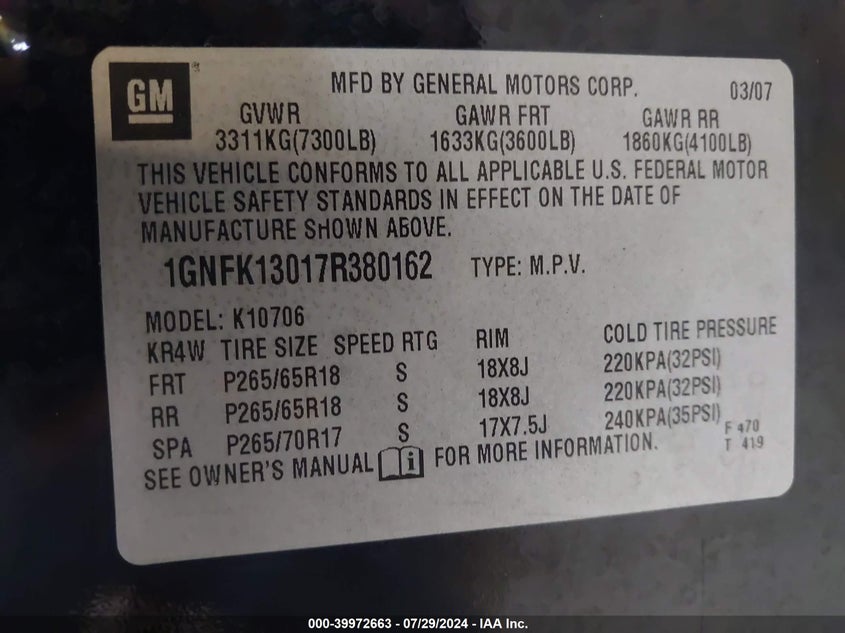 GM ®
MFD BY GENERAL MOTORS CORP. 03/07
GVWR GAWR FRT GAWR RR
3311KG(7300LB) 1633KG(3600LB) 1860KG(4100LB)
THIS VEHICLE CONFORMS TO ALL APPLICABLE U.S. FEDERAL MOTOR
VEHICLE SAFETY STANDARDS IN EFFECT ON THE DATE OF
MANUFACTURE SHOWN ABOVE.
1GNFK13017R380162 TYPE: M.P.V.
MODEL: K10706
KR4W TIRE SIZE SPEED RTG RIM COLD TIRE PRESSURE
FRT P265/65R18 S 18X8J 220KPA(32PSI)
RR P265/65R18 S 18X8J 220KPA(32PSI)
SPA P265/70R17 S 17X7.5J 240KPA(35PSI) F 470
T 419
SEE OWNER'S MANUAL i FOR MORE INFORMATION.
000-39972663 - 07/29/2024 - IAA Inc.